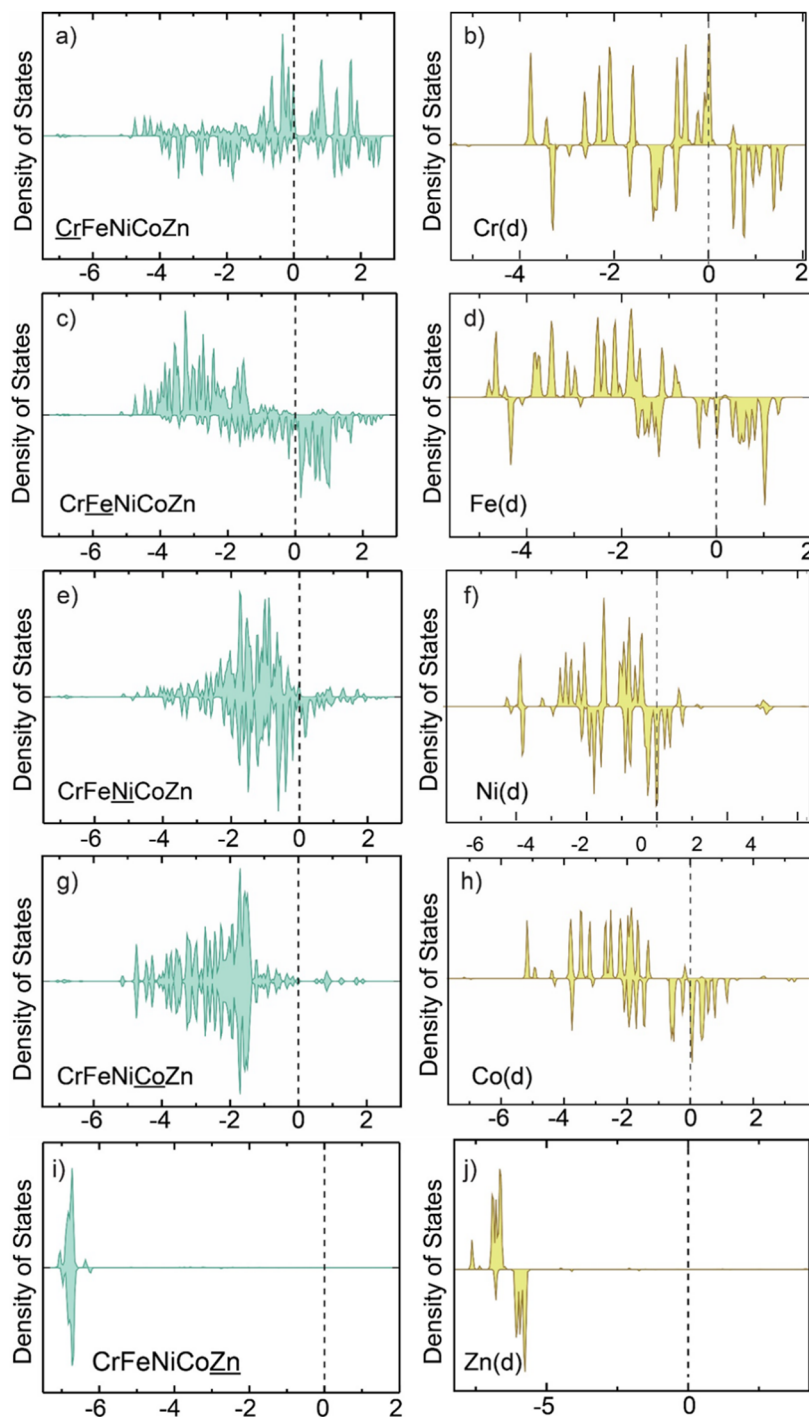 a)
Density of States
CrFeNiCoZn
-6 -4 -2 0 2
b)
Density of States
Cr(d)
-4 -2 0 2
c)
Density of States
CrFeNiCoZn
-6 -4 -2 0 2
d)
Density of States
Fe(d)
-4 -2 0 2
e)
Density of States
CrFeNiCoZn
-6 -4 -2 0 2
f)
Density of States
Ni(d)
-6 -4 -2 0 2 4
g)
Density of States
CrFeNiCoZn
-6 -4 -2 0 2
h)
Density of States
Co(d)
-6 -4 -2 0 2
i)
Density of States
CrFeNiCoZn
-6 -4 -2 0 2
j)
Density of States
Zn(d)
-5 0